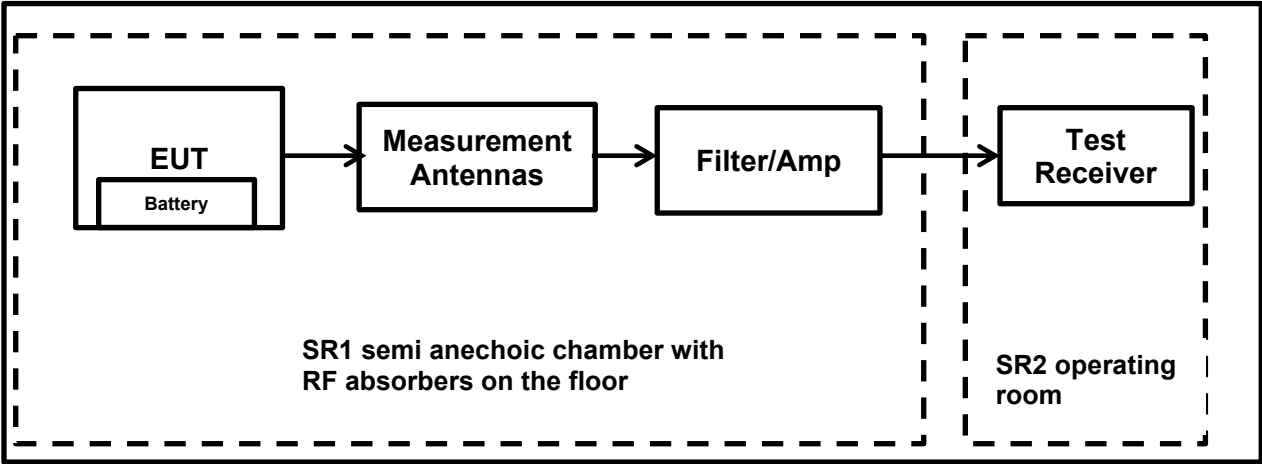 EUT
Battery
Measurement
Antennas
Filter/Amp
Test
Receiver
SR1 semi anechoic chamber with
RF absorbers on the floor
SR2 operating
room